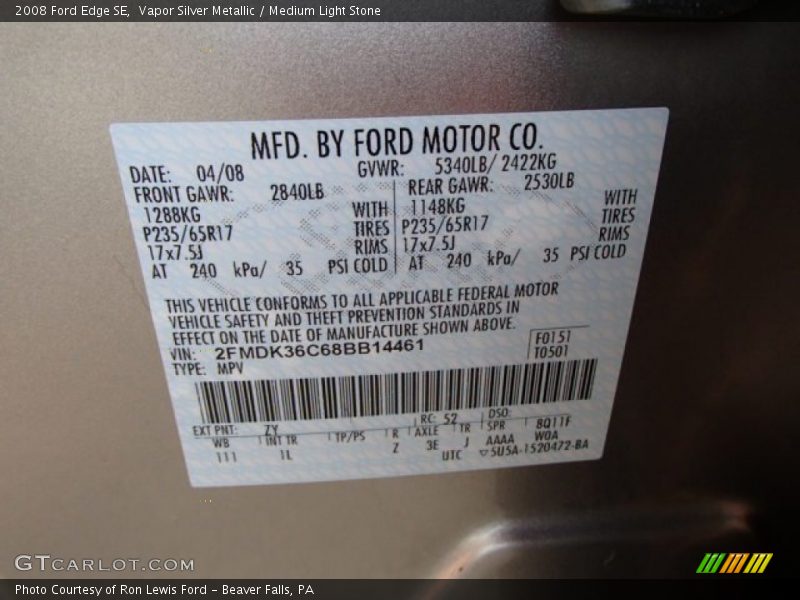 2008 Ford Edge SE,  Vapor Silver Metallic / Medium Light Stone
MFD. BY FORD MOTOR CO.
DATE: 04/08 GVWR: 5340LB/ 2422KG
FRONT GAWR: 2840LB REAR GAWR: 2530LB
1288KG WITH 1148KG WITH
P235/65R17 TIRES P235/65R17 TIRES
17x7.5J RIMS 17x7.5J RIMS
AT 240 kPa/ 35 PSI COLD AT 240 kPa/ 35 PSI COLD
THIS VEHICLE CONFORMS TO ALL APPLICABLE FEDERAL MOTOR
VEHICLE SAFETY AND THEFT PREVENTION STANDARDS IN
EFFECT ON THE DATE OF MANUFACTURE SHOWN ABOVE.
VIN: 2FMDK36C68BB14461 F0151
TYPE: MPV T0501
EXT PNT: ZY RC: 52 DSO:
WB INT TR TP/PS R AXLE TR SPR 8Q11F
111 1L Z 3E J AAAA W0A
UTC ▽5U5A-1520472-BA
GTCARLOT.COM
Photo Courtesy of Ron Lewis Ford – Beaver Falls, PA